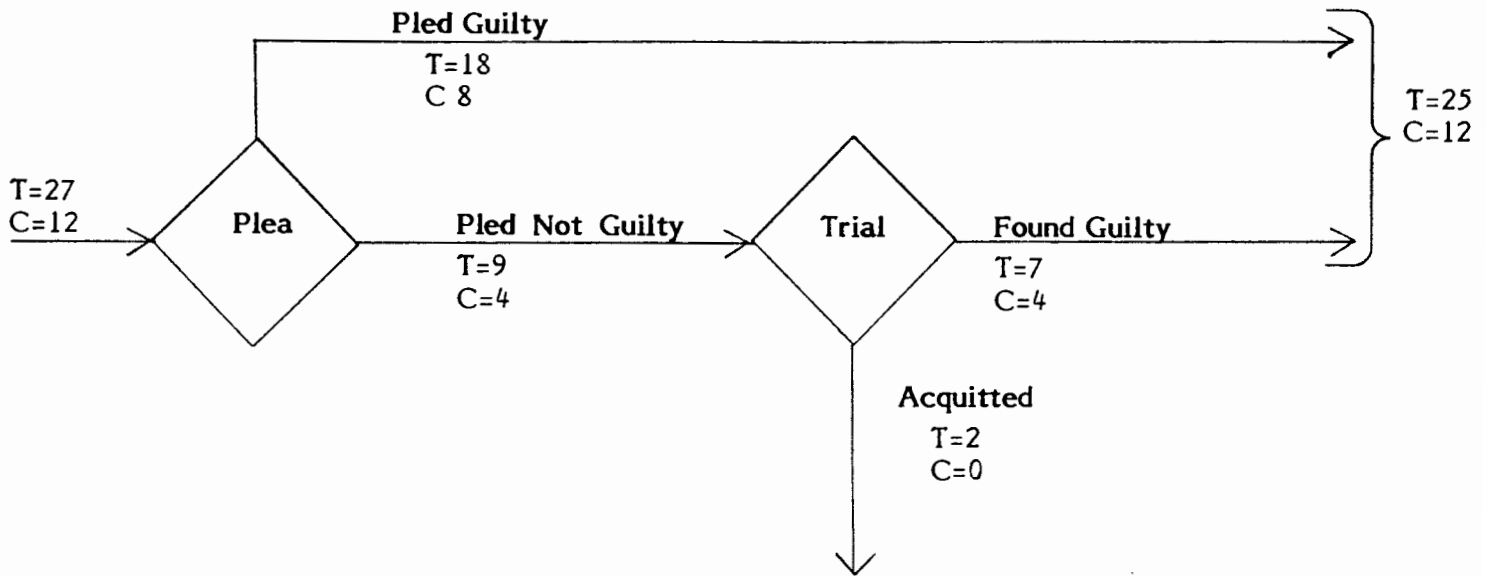 Pled Guilty
T=18
C 8
T=25
C=12
T=27
C=12
Plea
Pled Not Guilty
T=9
C=4
Trial
Found Guilty
T=7
C=4
Acquitted
T=2
C=0